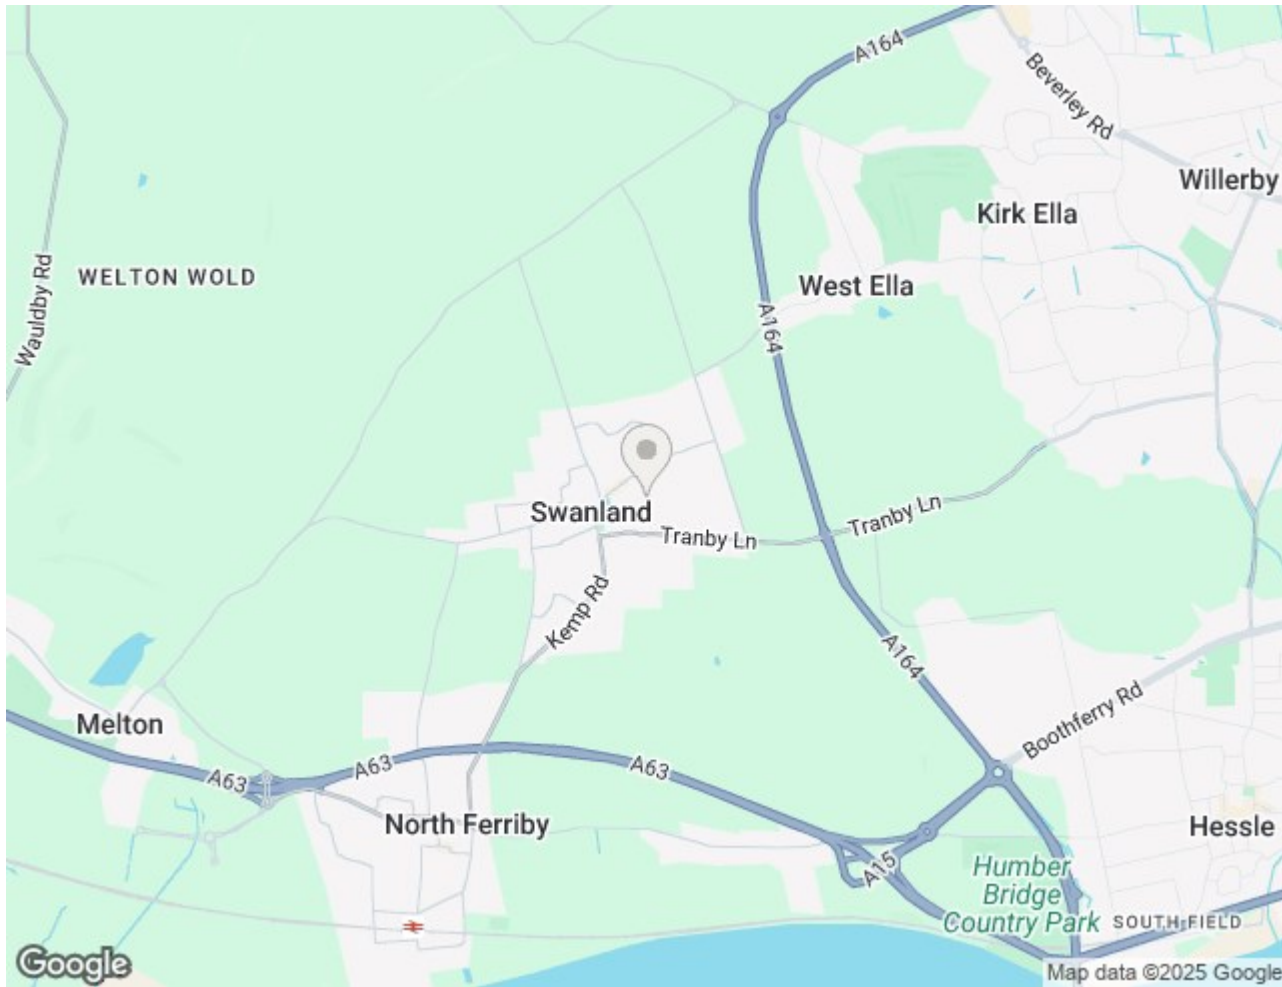 A164
Beverley Rd
Willerby
Kirk Ella
WELTON WOLD
Wauldby Rd
West Ella
A164
Swanland
Tranby Ln
Tranby Ln
Kemp Rd
A164
Boothferry Rd
Melton
A63
A63
A63
North Ferriby
Hessle
A15
Humber
Bridge
Country Park
SOUTH FIELD
Google
Map data ©2025 Google